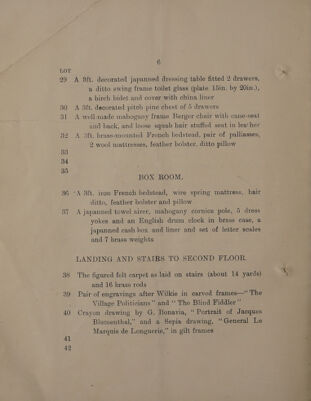 6
LOT
29 A 3ft. decorated japanned dressing table fitted 2 drawers,
a ditto swing frame toilet glass (plate 15in. by 20in.),
a birch bidet and cover with china liner
30 A 3ft. decorated pitch pine chest of 5 drawers
31 A well made mahogany frame Berger chair with cane-seat
and back, and loose squab hair stuffed seat in leather
32 A 3ft. brass-mounted French bedstead, pair of palliasses,
2 wool mattresses, feather bolster, ditto pillow
33
34
35
BOX ROOM.
36 A 3ft. iron French bedstead, wire spring mattress, hair
ditto, feather bolster and pillow
37 A japanned towel airer, mahogany cornice pole, 5 dress
yokes and an English drum clock in brass case, a
japanned cash box and liner and set of letter scales
and 7 brass weights
LANDING AND STAIRS TO SECOND FLOOR.
38 The figured felt carpet as laid on stairs (about 14 yards)
and 16 brass rods
39 Pair of engravings after Wilkie in carved frames—"The
Village Politicians" and "The Blind Fiddler"
40 Crayon drawing by G. Bonavia, "Portrait of Jacques
Blumenthal," and a Sepia drawing, "General Le
Marquis de Longuerie," in gilt frames
41
42